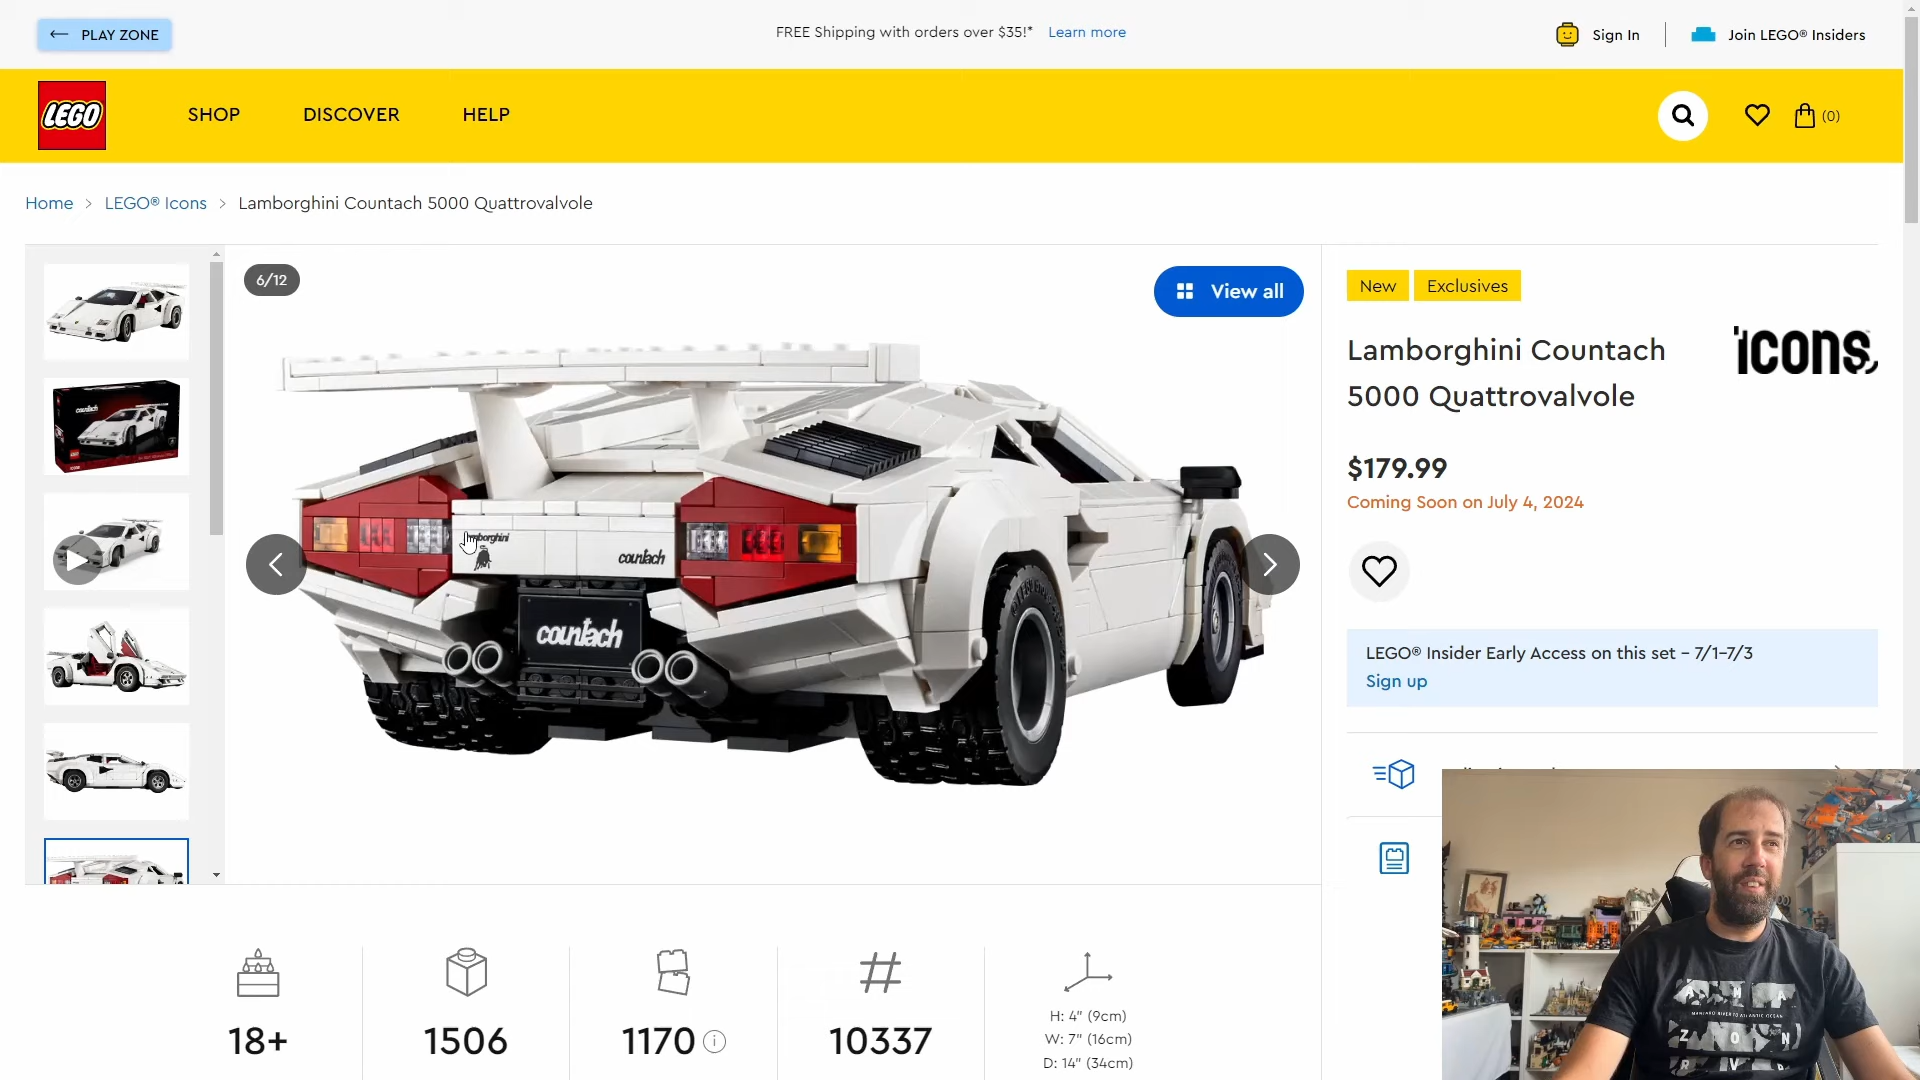 PLAY ZONE
FREE Shipping with orders over $35!* Learn more
Sign In
Join LEGO® Insiders
LEGO
SHOP
DISCOVER
HELP
(0)
Home > LEGO® Icons > Lamborghini Countach 5000 Quattrovalvole
6/12
View all
countach
countach
New
Exclusives
Lamborghini Countach
5000 Quattrovalvole
icons
$179.99
Coming Soon on July 4, 2024
LEGO® Insider Early Access on this set - 7/1-7/3
Sign up
18+
1506
1170
10337
H: 4" (9cm)
W: 7" (16cm)
D: 14" (34cm)